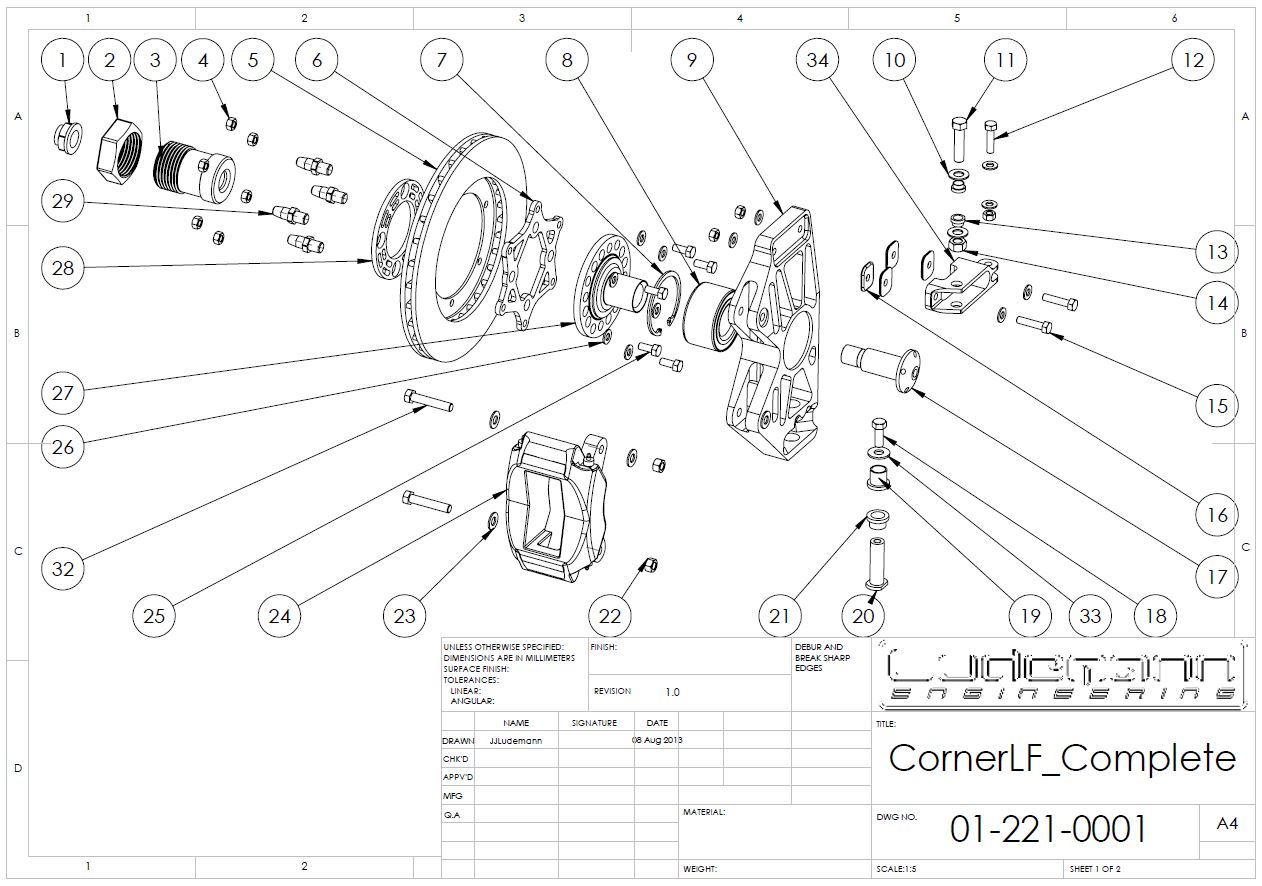 1 2 3 4 5 6
1 2 3 4 5 6 7 8 9 34 10 11 12
A A
29
28
13
14
B B
27
15
26
16
C C
32
17
25 24 23 22 21 20 19 33 18
UNLESS OTHERWISE SPECIFIED:
DIMENSIONS ARE IN MILLIMETERS
SURFACE FINISH:
TOLERANCES:
LINEAR:
ANGULAR:
FINISH:
REVISION 1.0
DEBUR AND
BREAK SHARP
EDGES
Ludemann
ENGINEERING
NAME SIGNATURE DATE
DRAWN JJLudemann 08 Aug 2013
CHK'D
APPV'D
MFG
Q.A
TITLE:
CornerLF_Complete
D
MATERIAL:
DWG NO.
01-221-0001
A4
WEIGHT:
SCALE:1:5
SHEET 1 OF 2
1 2